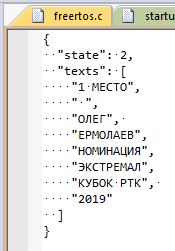 freertos.c startu
{
"state": 2,
"texts": [
"1 МЕСТО",
" ",
"ОЛЕГ",
"ЕРМОЛАЕВ",
"НОМИНАЦИЯ",
"ЭКСТРЕМАЛ",
"КУБОК РТК",
"2019"
]
}